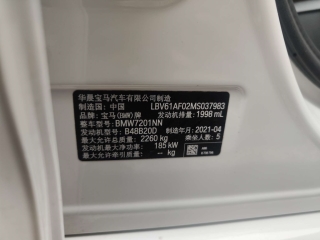 华晨宝马汽车有限公司
制造国: 中国 LBV61AF02MS037983
品牌: 宝马(BMW)牌 发动机排量: 1998 mL
整车型号: BMW7201NN
发动机型号: B48B20D 制造年月: 2021-04
最大允许总质量: 2260 kg 乘坐人数: 5
发动机最大净功率: 185 kW
最大允许牵引质量: — kg